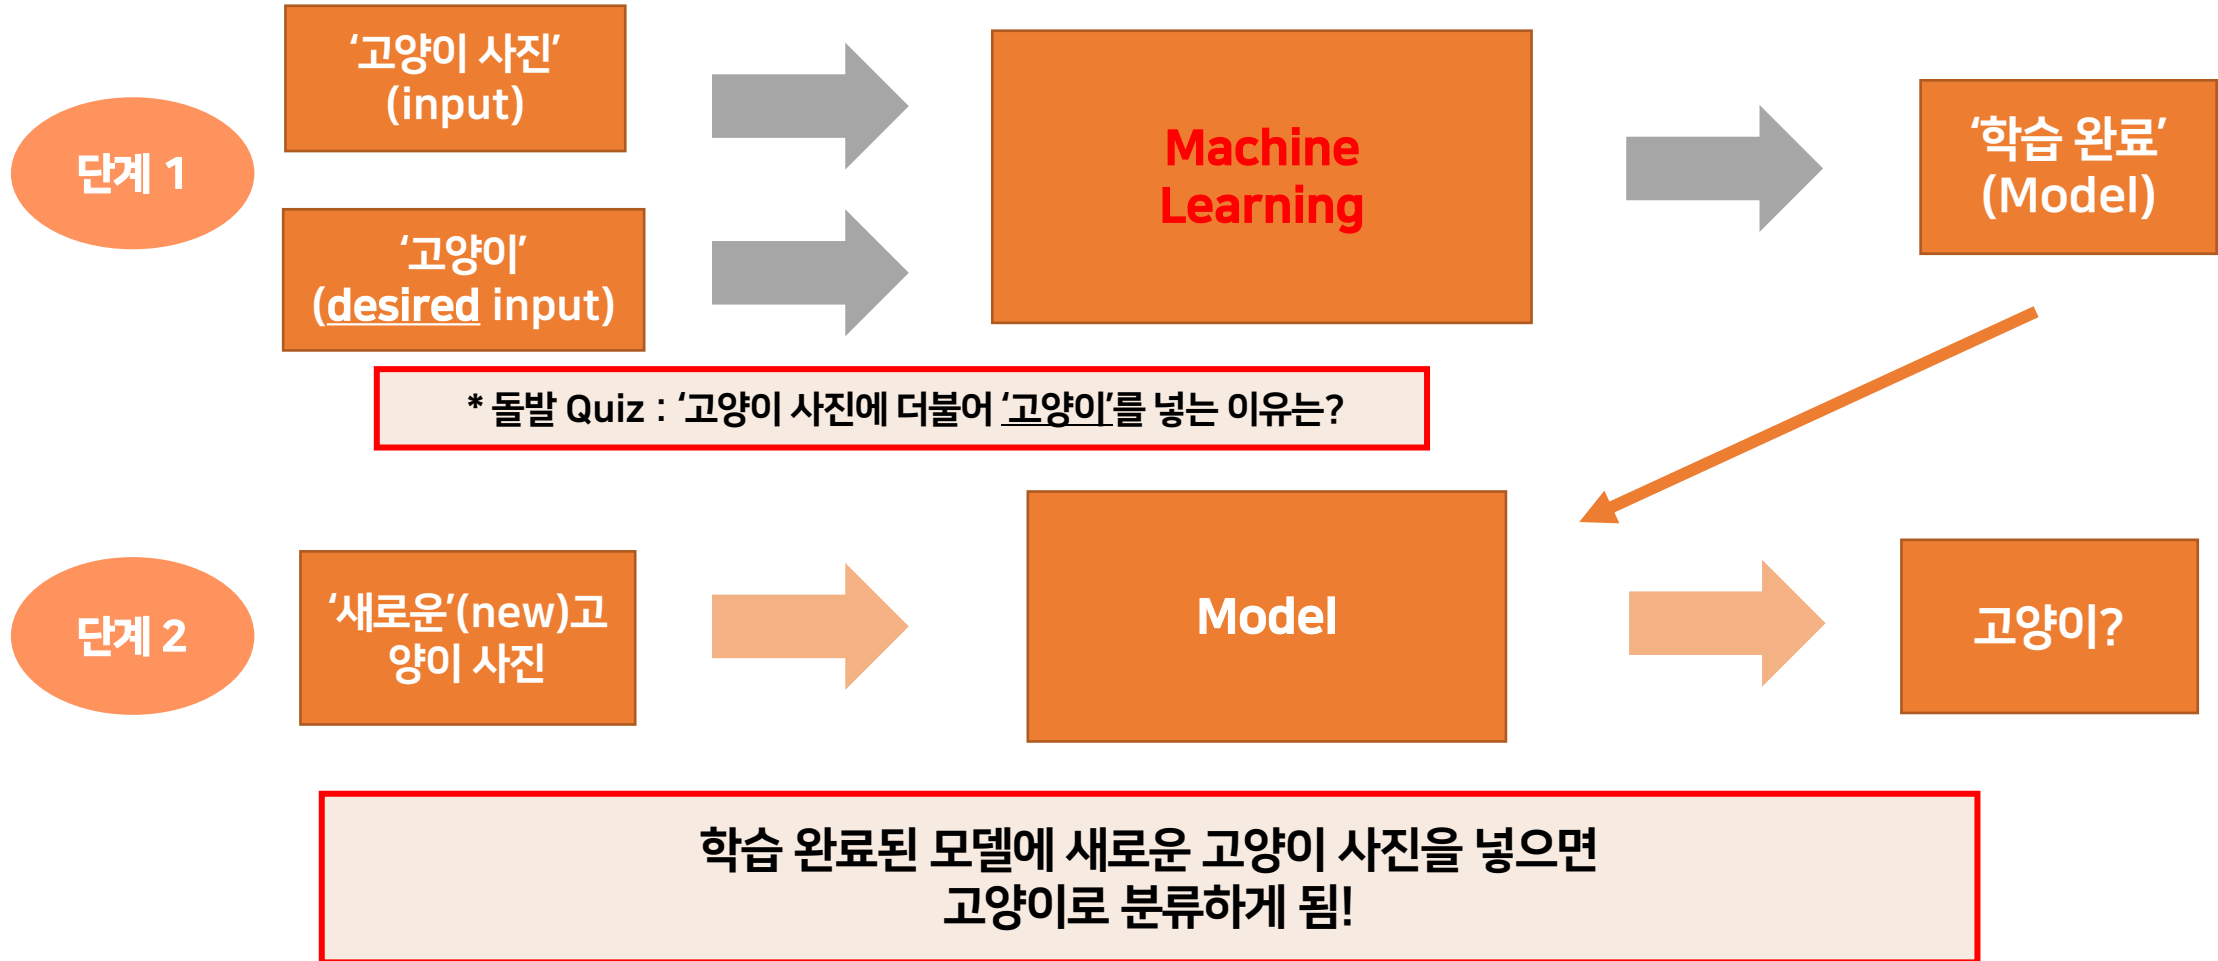 단계 1
‘고양이 사진’
(input)
‘고양이’
(desired input)
Machine
Learning
‘학습 완료’
(Model)
* 돌발 Quiz : ‘고양이 사진에 더불어 ‘고양이’를 넣는 이유는?
단계 2
‘새로운’(new)고
양이 사진
Model
고양이?
학습 완료된 모델에 새로운 고양이 사진을 넣으면
고양이로 분류하게 됨!